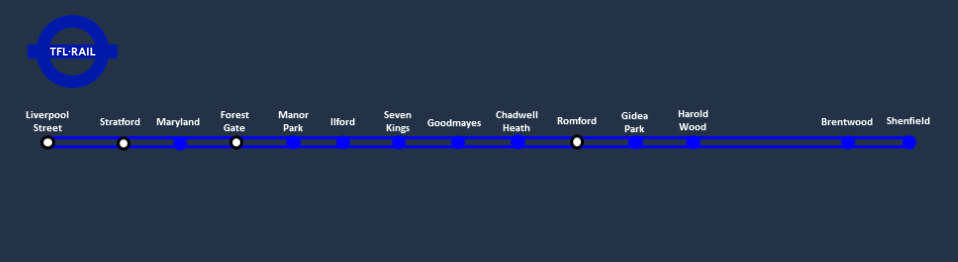 TFL·RAIL
Liverpool
Street
Stratford
Maryland
Forest
Gate
Manor
Park
Ilford
Seven
Kings
Goodmayes
Chadwell
Heath
Romford
Gidea
Park
Harold
Wood
Brentwood
Shenfield